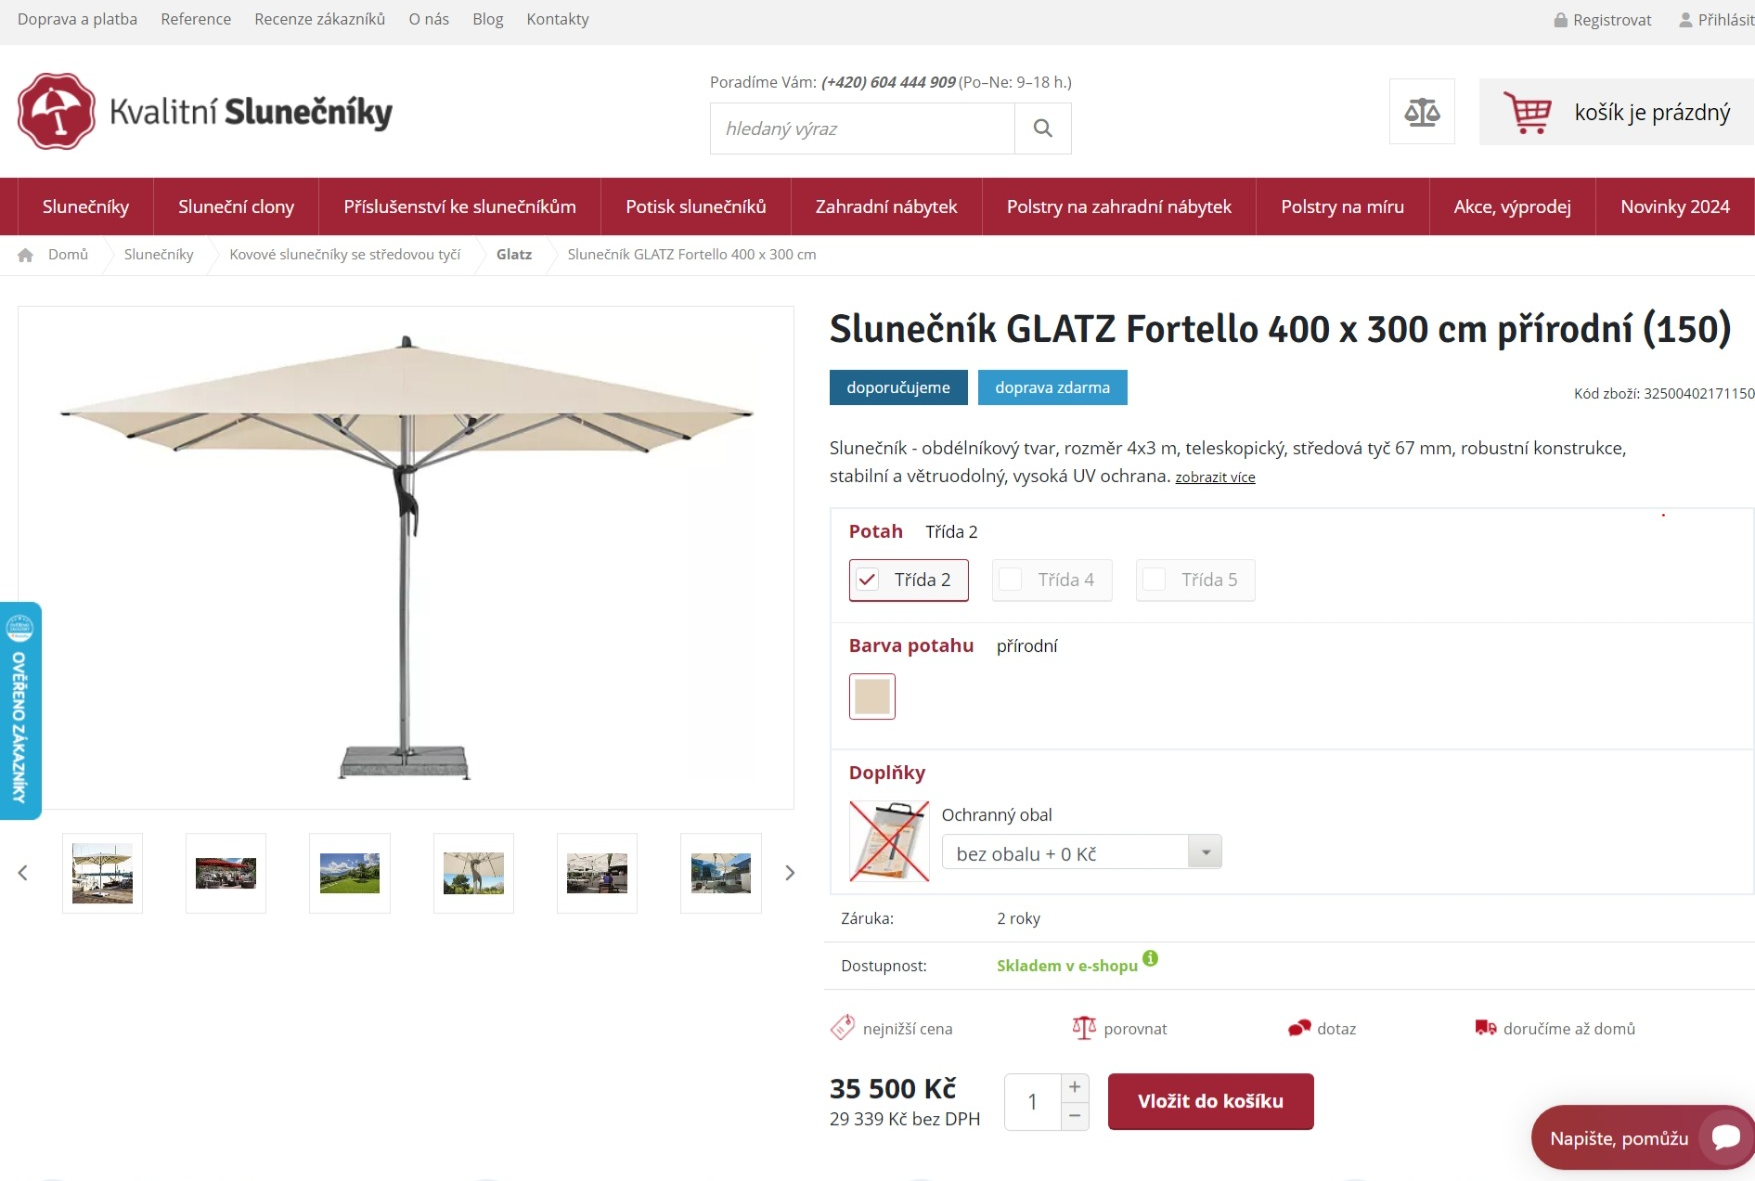 Doprava a platba Reference Recenze zákazníků O nás Blog Kontakty Registrovat Přihlásit
Kvalitní Slunečníky
Poradíme Vám: (+420) 604 444 909 (Po–Ne: 9–18 h.)
hledaný výraz
košík je prázdný
Slunečníky Sluneční clony Příslušenství ke slunečníkům Potisk slunečníků Zahradní nábytek Polstry na zahradní nábytek Polstry na míru Akce, výprodej Novinky 2024
Domů Slunečníky Kovové slunečníky se středovou tyčí Glatz Slunečník GLATZ Fortello 400 x 300 cm
Slunečník GLATZ Fortello 400 x 300 cm přírodní (150)
doporučujeme doprava zdarma
Kód zboží: 32500402171150
Slunečník - obdélníkový tvar, rozměr 4x3 m, teleskopický, středová tyč 67 mm, robustní konstrukce,
stabilní a větruodolný, vysoká UV ochrana. zobrazit více
Potah Třída 2
Třída 2 Třída 4 Třída 5
Barva potahu přírodní
OVĚŘENO ZÁKAZNÍKY
Doplňky
Ochranný obal
bez obalu + 0 Kč
Záruka: 2 roky
Dostupnost: Skladem v e-shopu
nejnižší cena porovnat dotaz doručíme až domů
35 500 Kč
29 339 Kč bez DPH
1 + −
Vložit do košíku
Napište, pomůžu